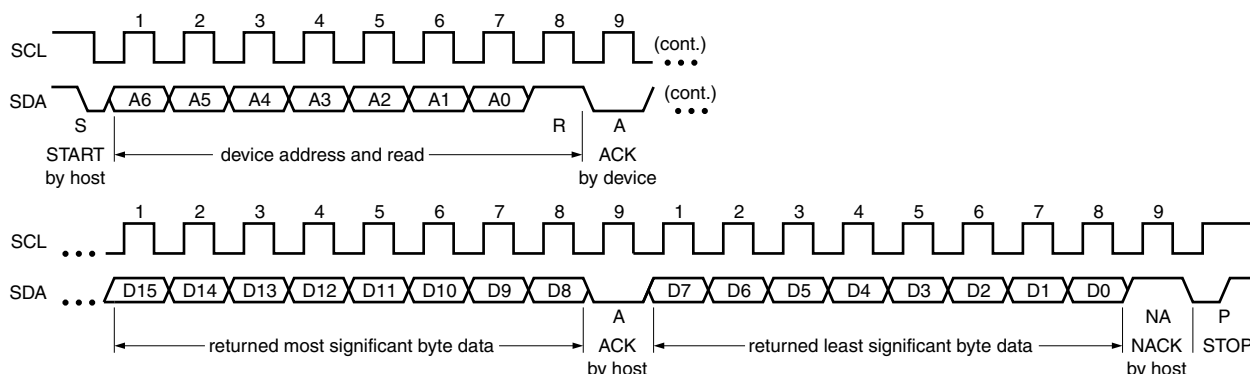 1 2 3 4 5 6 7 8 9
SCL (cont.)
SDA A6 A5 A4 A3 A2 A1 A0 (cont.)
S R A
START device address and read ACK
by host by device
1 2 3 4 5 6 7 8 9 1 2 3 4 5 6 7 8 9
SCL
SDA D15 D14 D13 D12 D11 D10 D9 D8 D7 D6 D5 D4 D3 D2 D1 D0
A NA P
returned most significant byte data ACK returned least significant byte data NACK STOP
by host by host